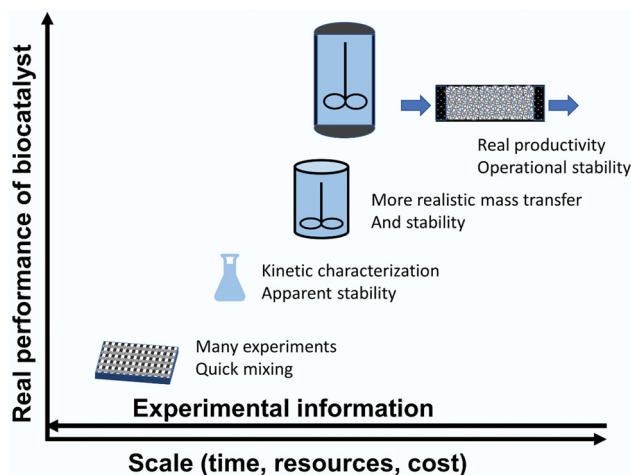 Real performance of biocatalyst
Real productivity
Operational stability
More realistic mass transfer
And stability
Kinetic characterization
Apparent stability
Many experiments
Quick mixing
Experimental information
Scale (time, resources, cost)